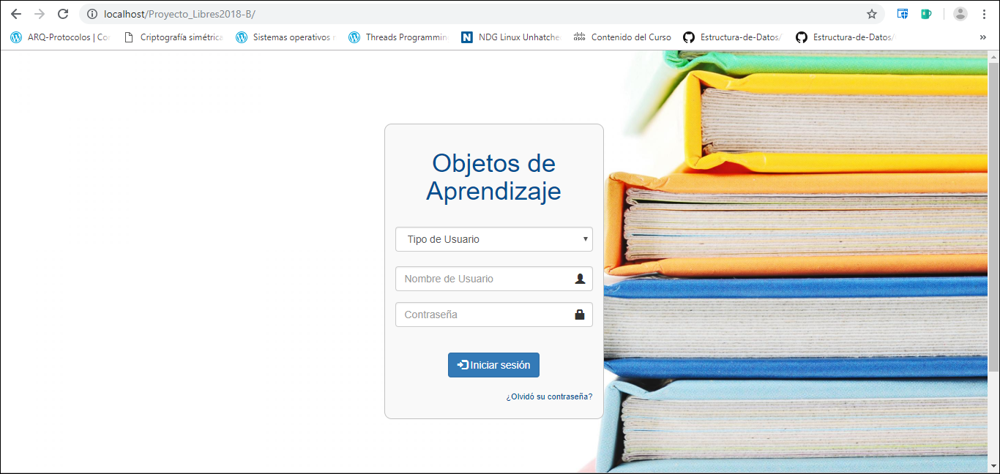 localhost/Proyecto_Libres2018-B/
ARQ-Protocolos | Co
Criptografía simétrica
Sistemas operativos
Threads Programmin
NDG Linux Unhatche
cisco
Contenido del Curso
Estructura-de-Datos/
Estructura-de-Datos/
»
Objetos de
Aprendizaje
Tipo de Usuario
Nombre de Usuario
Contraseña
Iniciar sesión
¿Olvidó su contraseña?